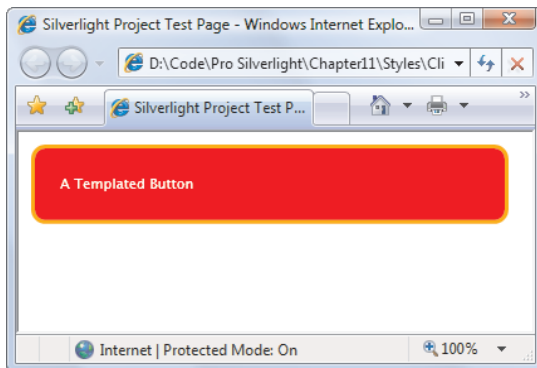 Silverlight Project Test Page - Windows Internet Explo...
D:\Code\Pro Silverlight\Chapter11\Styles\Cli
Silverlight Project Test P...
»
A Templated Button
Internet | Protected Mode: On
100%